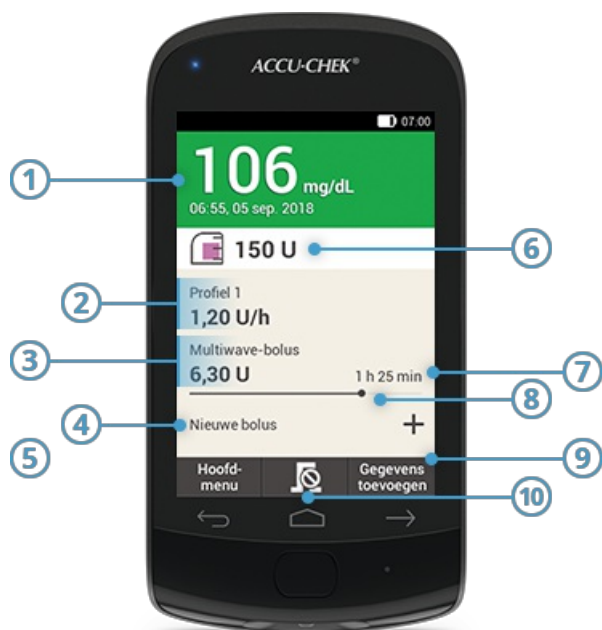 ACCU-CHEK®
07:00
1
106 mg/dL
06:55, 05 sep. 2018
150 U
6
2
Profiel 1
1,20 U/h
3
Multiwave-bolus
6,30 U
1 h 25 min
7
8
4
Nieuwe bolus
+
5
Hoofd-
menu
Gegevens
toevoegen
9
10